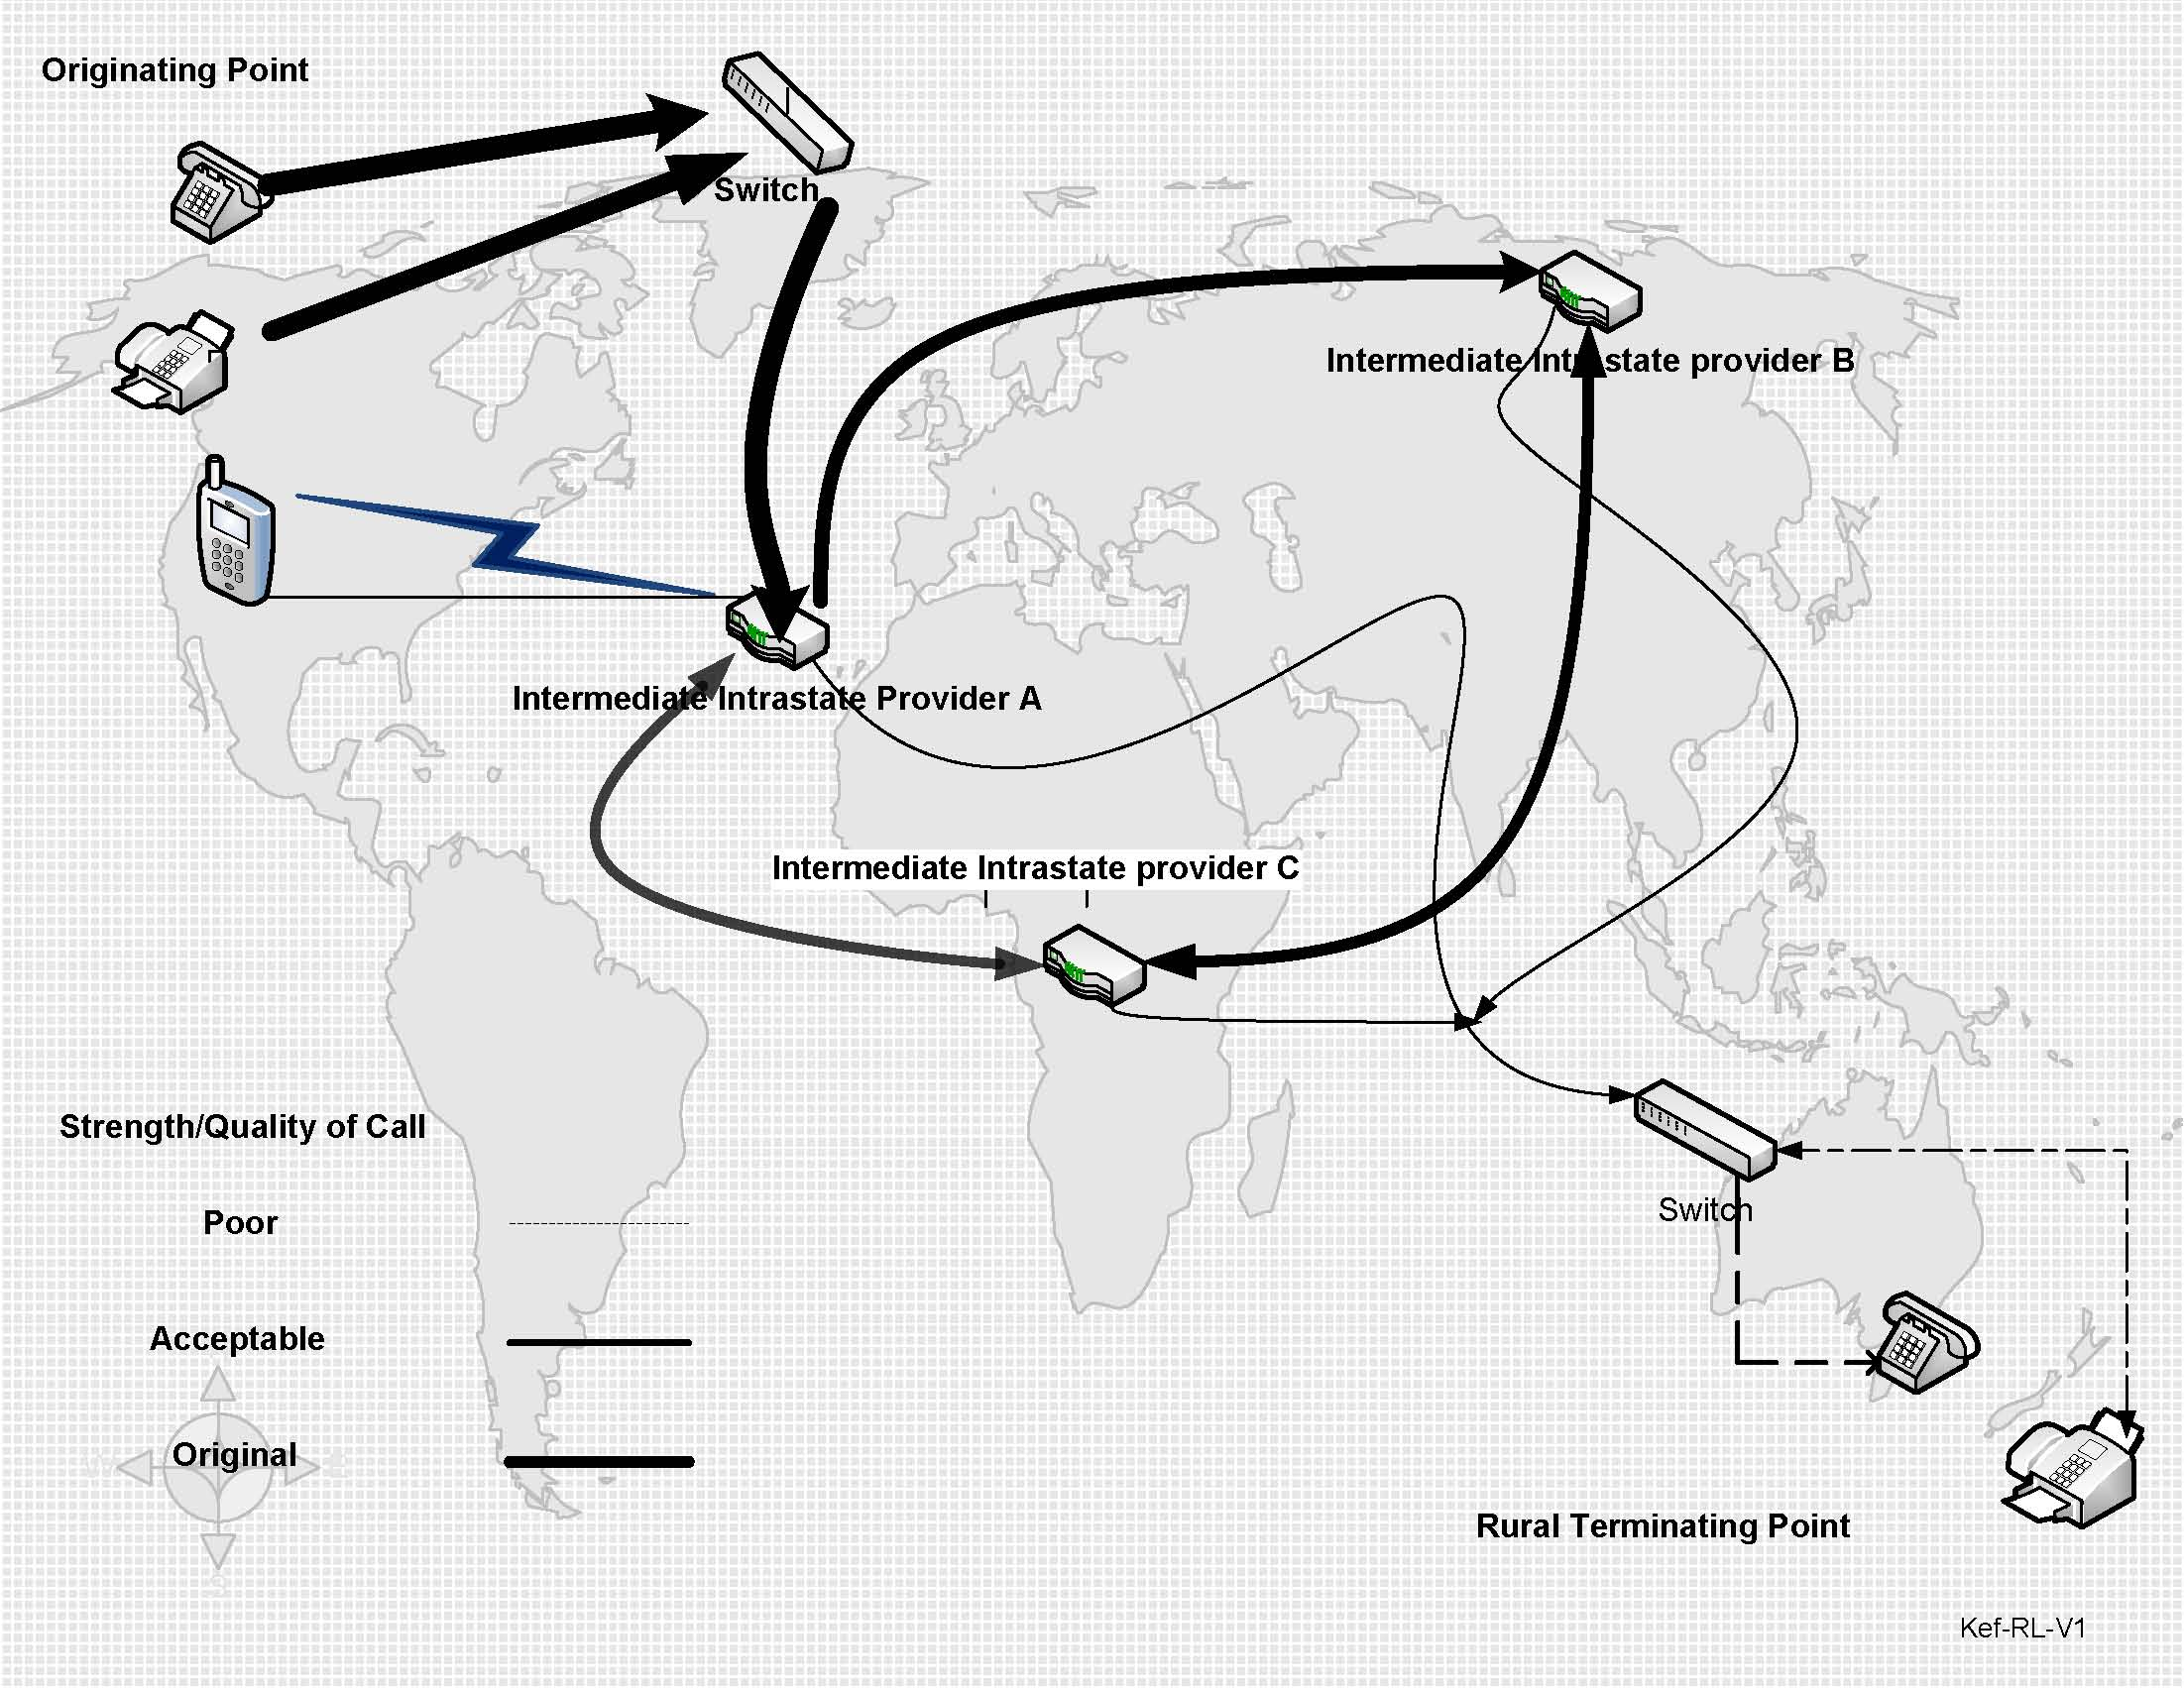 Originating Point
Switch
Intermediate Intrastate provider B
Intermediate Intrastate Provider A
Intermediate Intrastate provider C
Strength/Quality of Call
Poor
Switch
Acceptable
Original
Rural Terminating Point
Kef-RL-V1